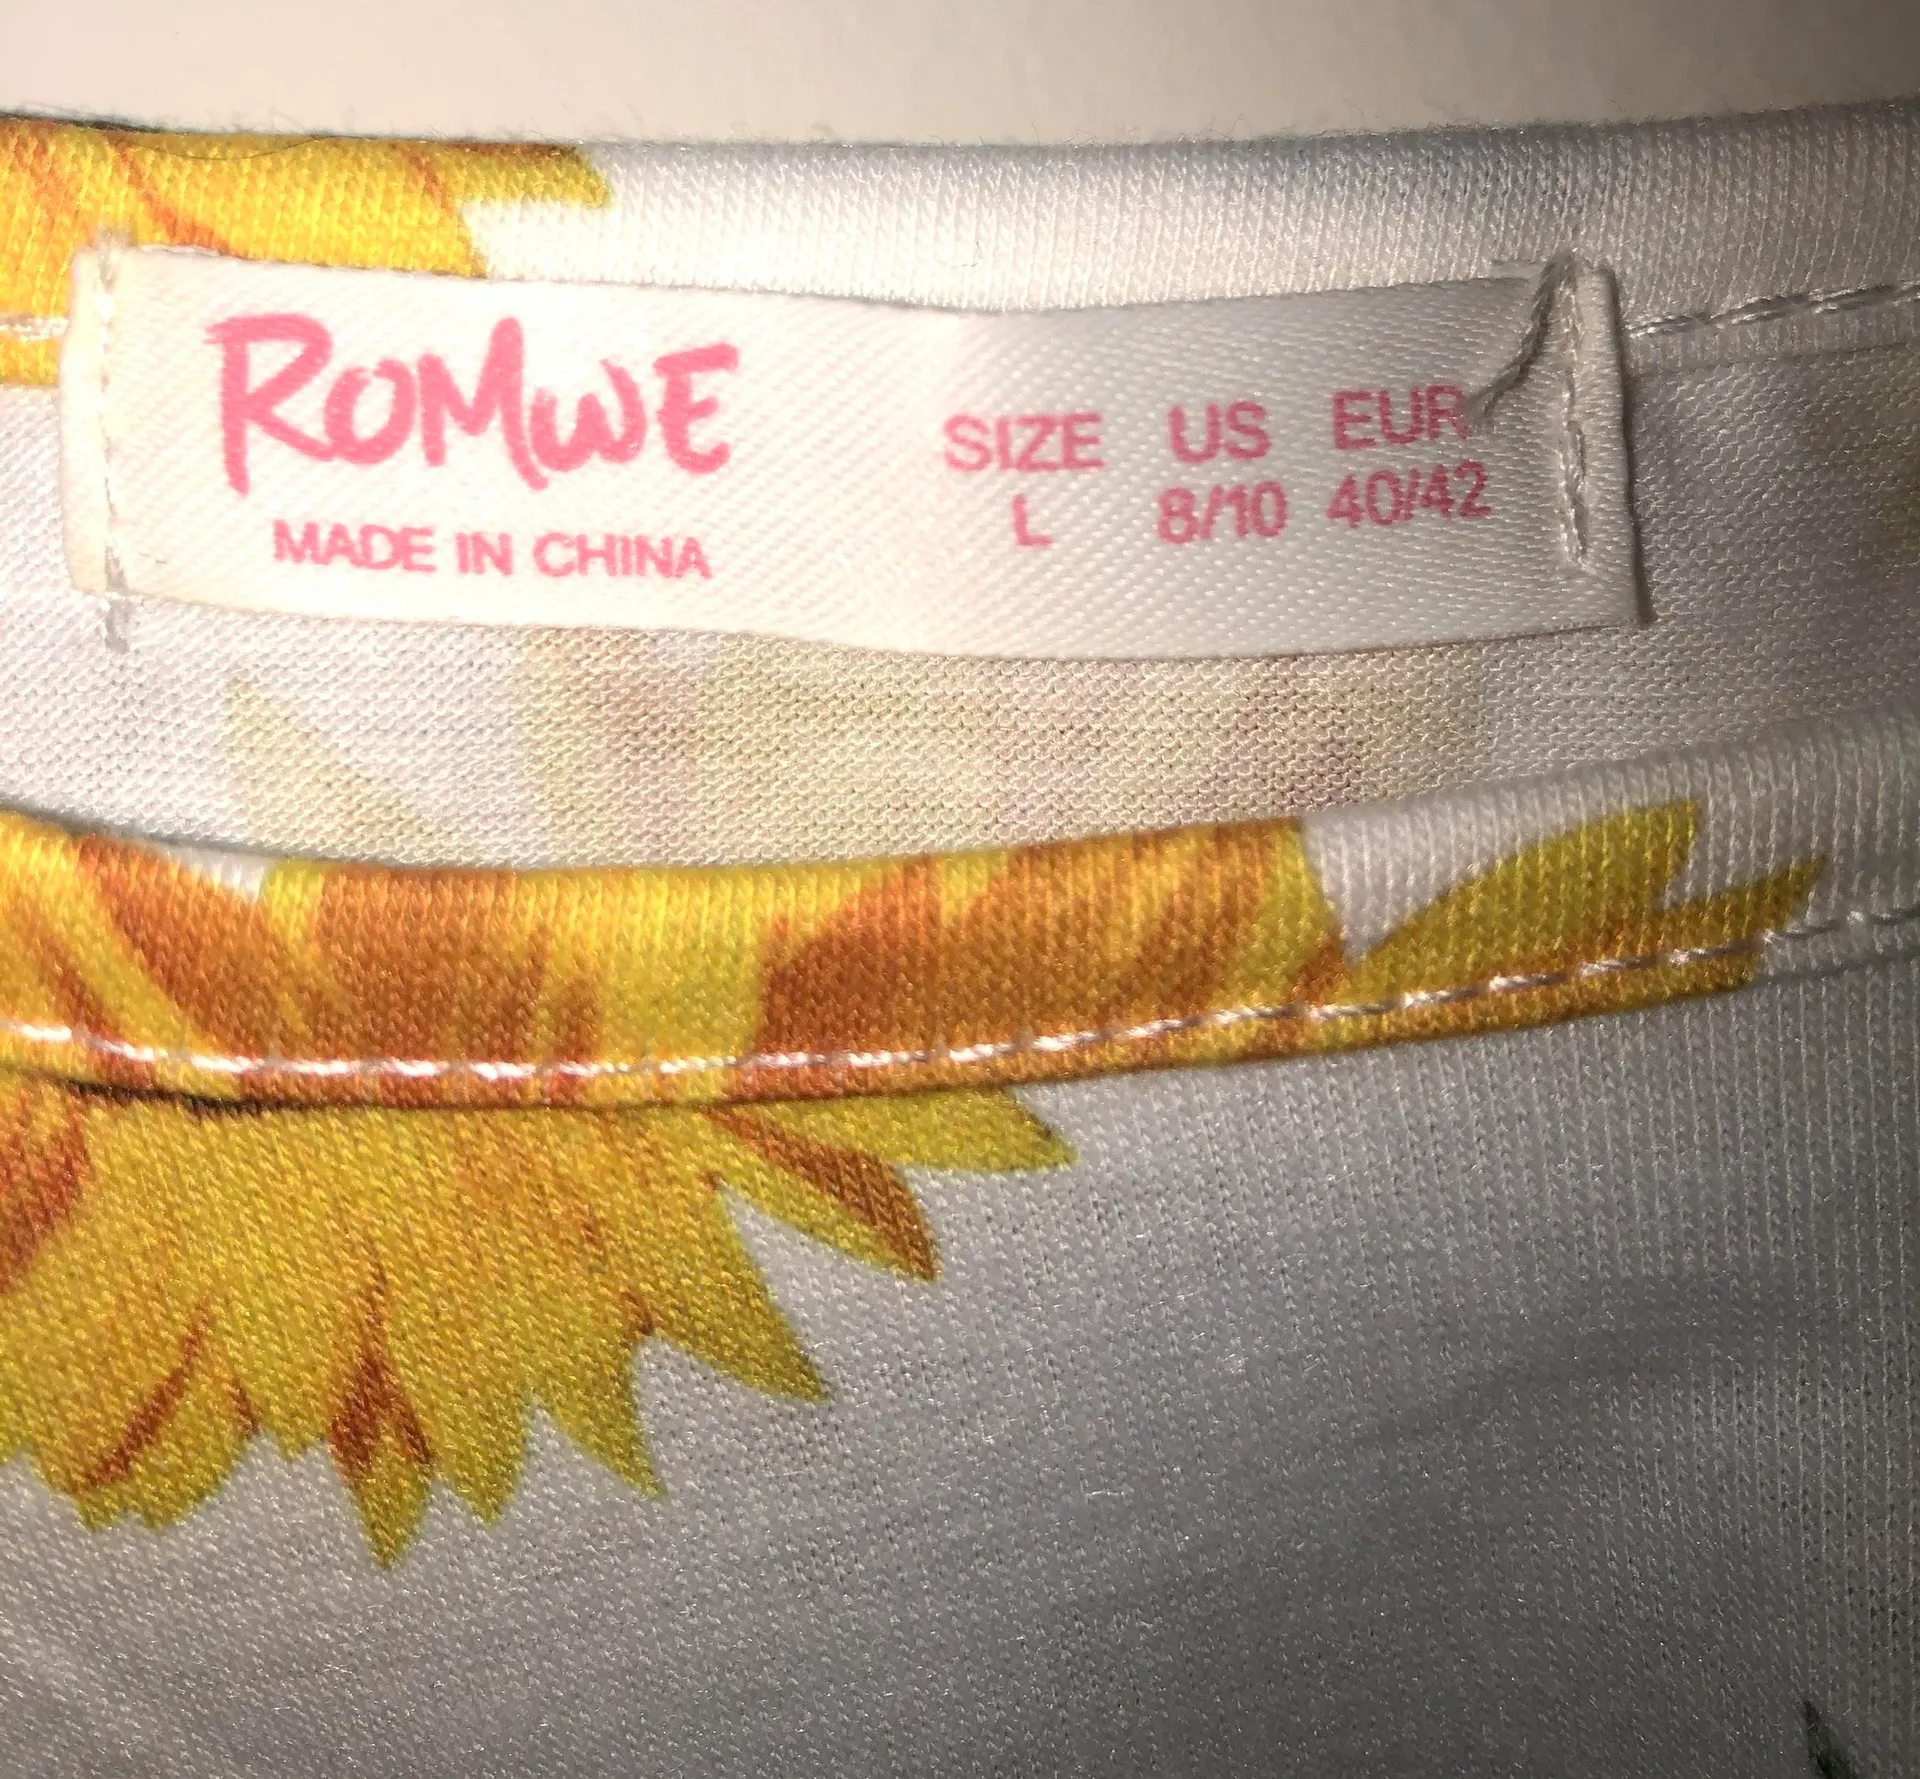 ROMWE
MADE IN CHINA
SIZE US EUR
L 8/10 40/42